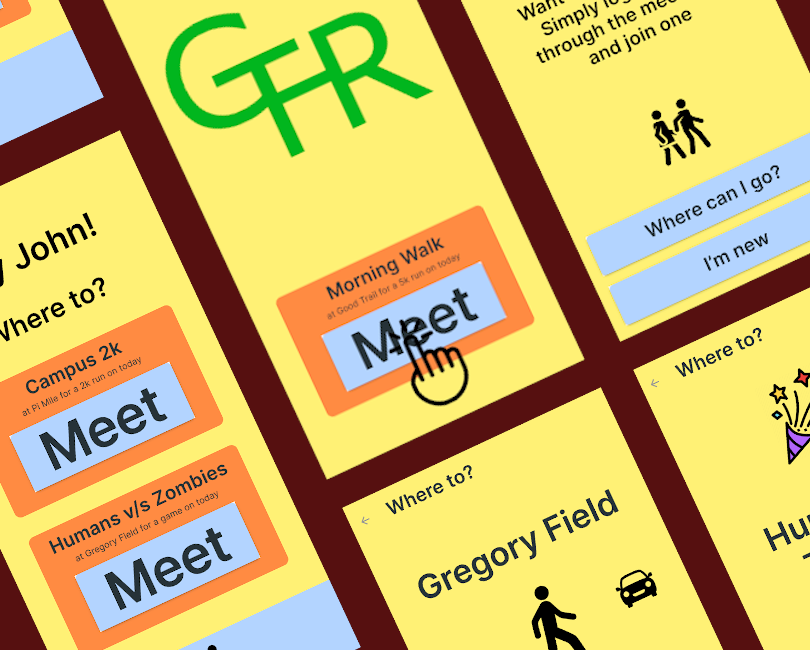 John!
Where to?
Campus 2k
at Pi Mile for a 2k run on today
Meet
Humans v/s Zombies
at Gregory Field for a game on today
Meet
GFR
Morning Walk
at Good Trail for a 5k run on today
Meet
Want
Simply
through the
and join one
Where can I go?
I'm new
← Where to?
Gregory Field
← Where to?